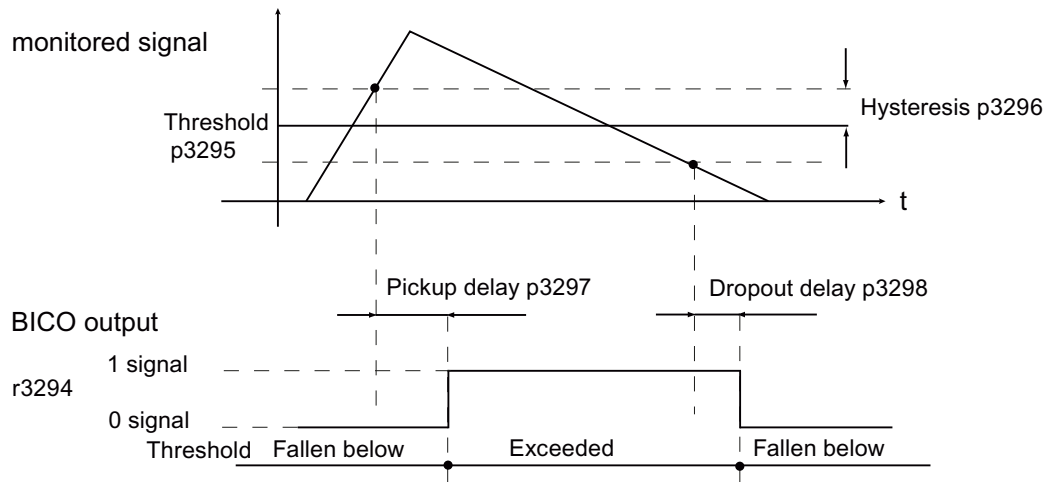 monitored signal
Hysteresis p3296
Threshold
p3295
t
Pickup delay p3297
Dropout delay p3298
BICO output
1 signal
r3294
0 signal
Threshold
Fallen below
Exceeded
Fallen below